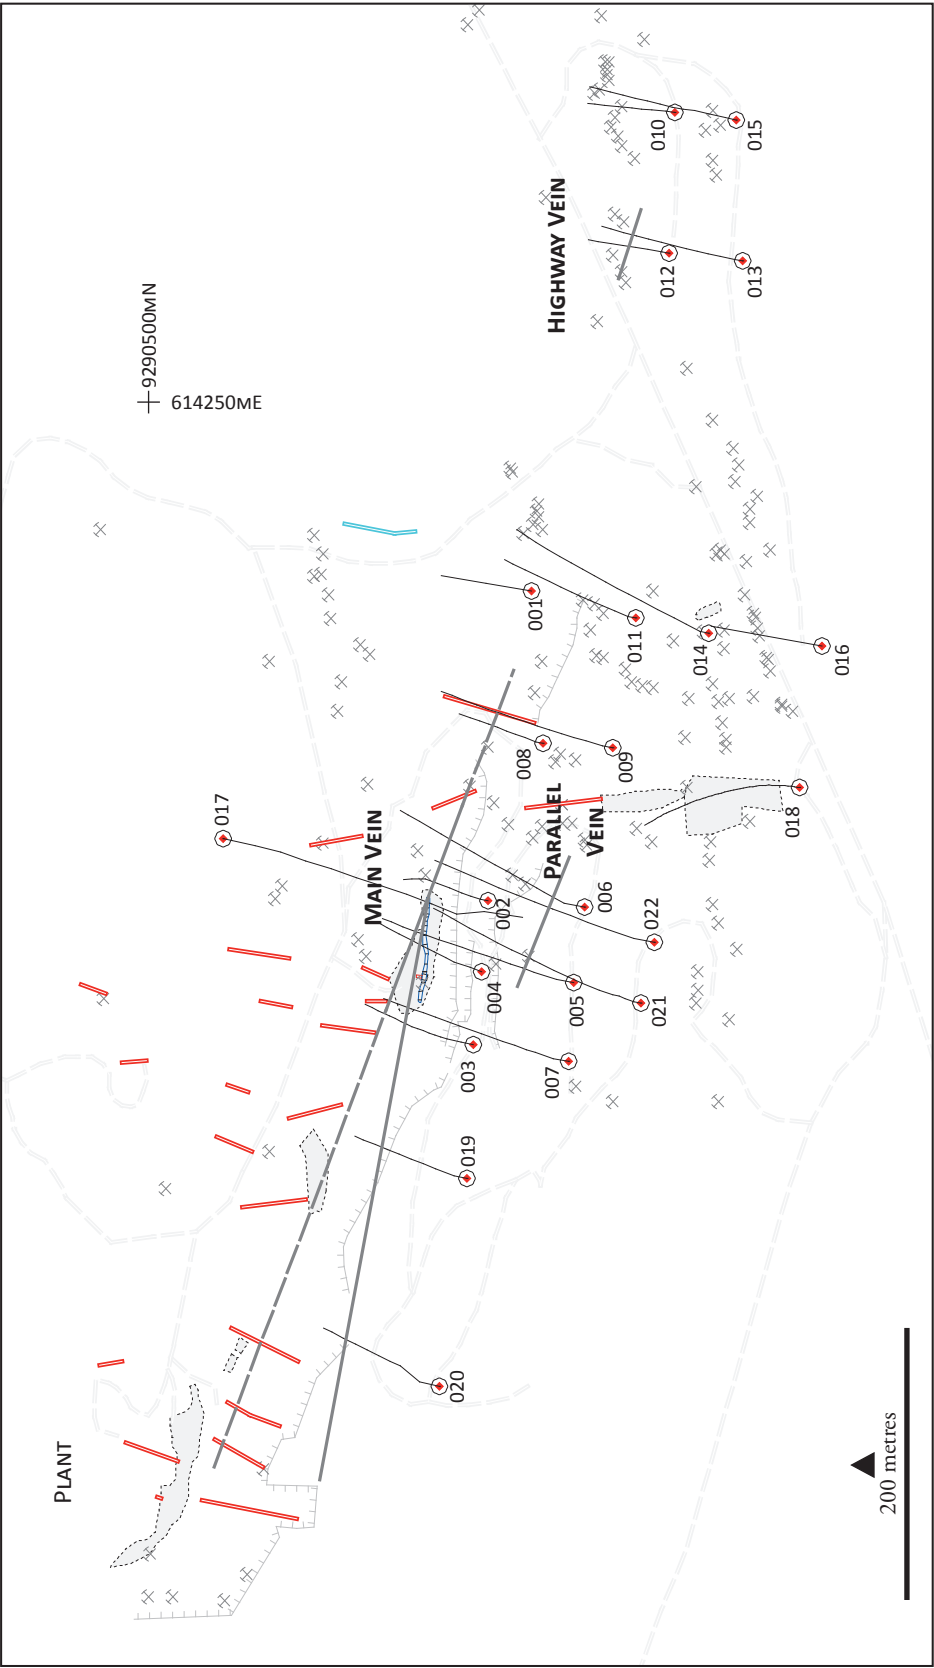 010
015
HIGHWAY VEIN
012
013
9290500MN
614250ME
001
011
014
016
017
008
009
PARALLEL
VEIN
018
MAIN VEIN
002
006
022
004
005
021
003
007
019
020
PLANT
200 metres